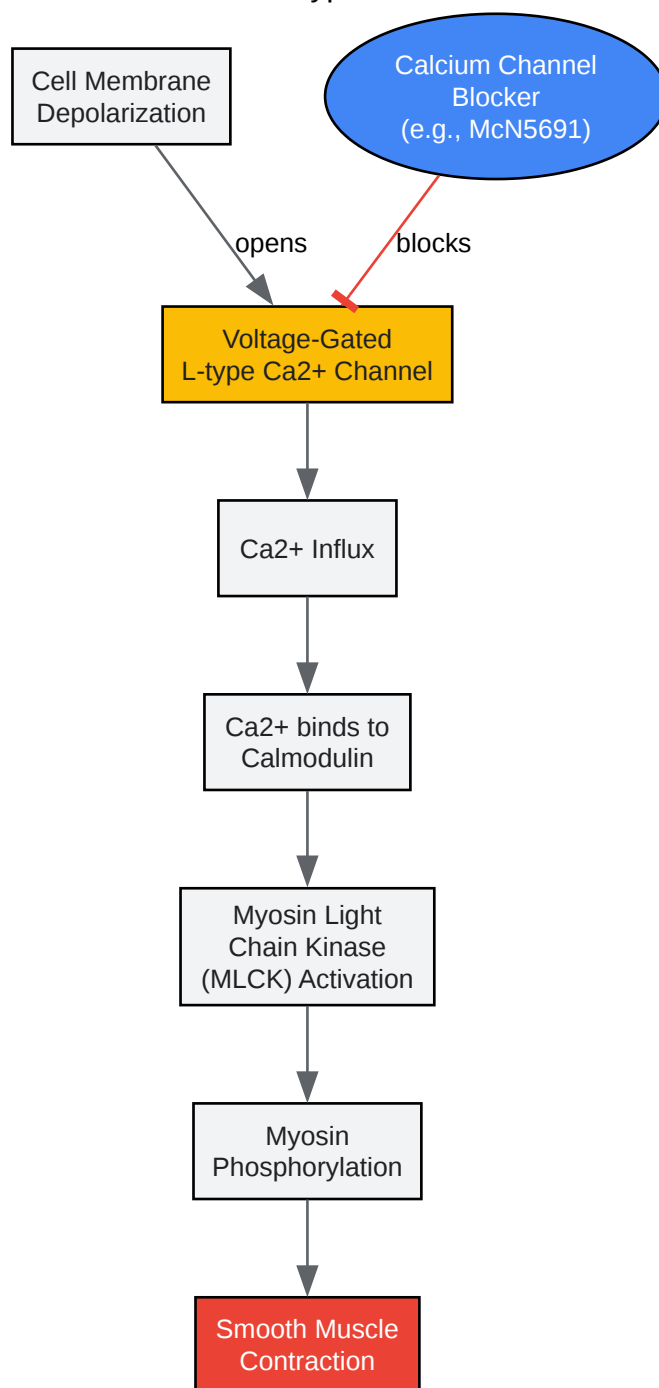 Cell Membrane
Depolarization
Calcium Channel
Blocker
(e.g., McN5691)
opens
blocks
Voltage-Gated
L-type Ca2+ Channel
Ca2+ Influx
Ca2+ binds to
Calmodulin
Myosin Light
Chain Kinase
(MLCK) Activation
Myosin
Phosphorylation
Smooth Muscle
Contraction